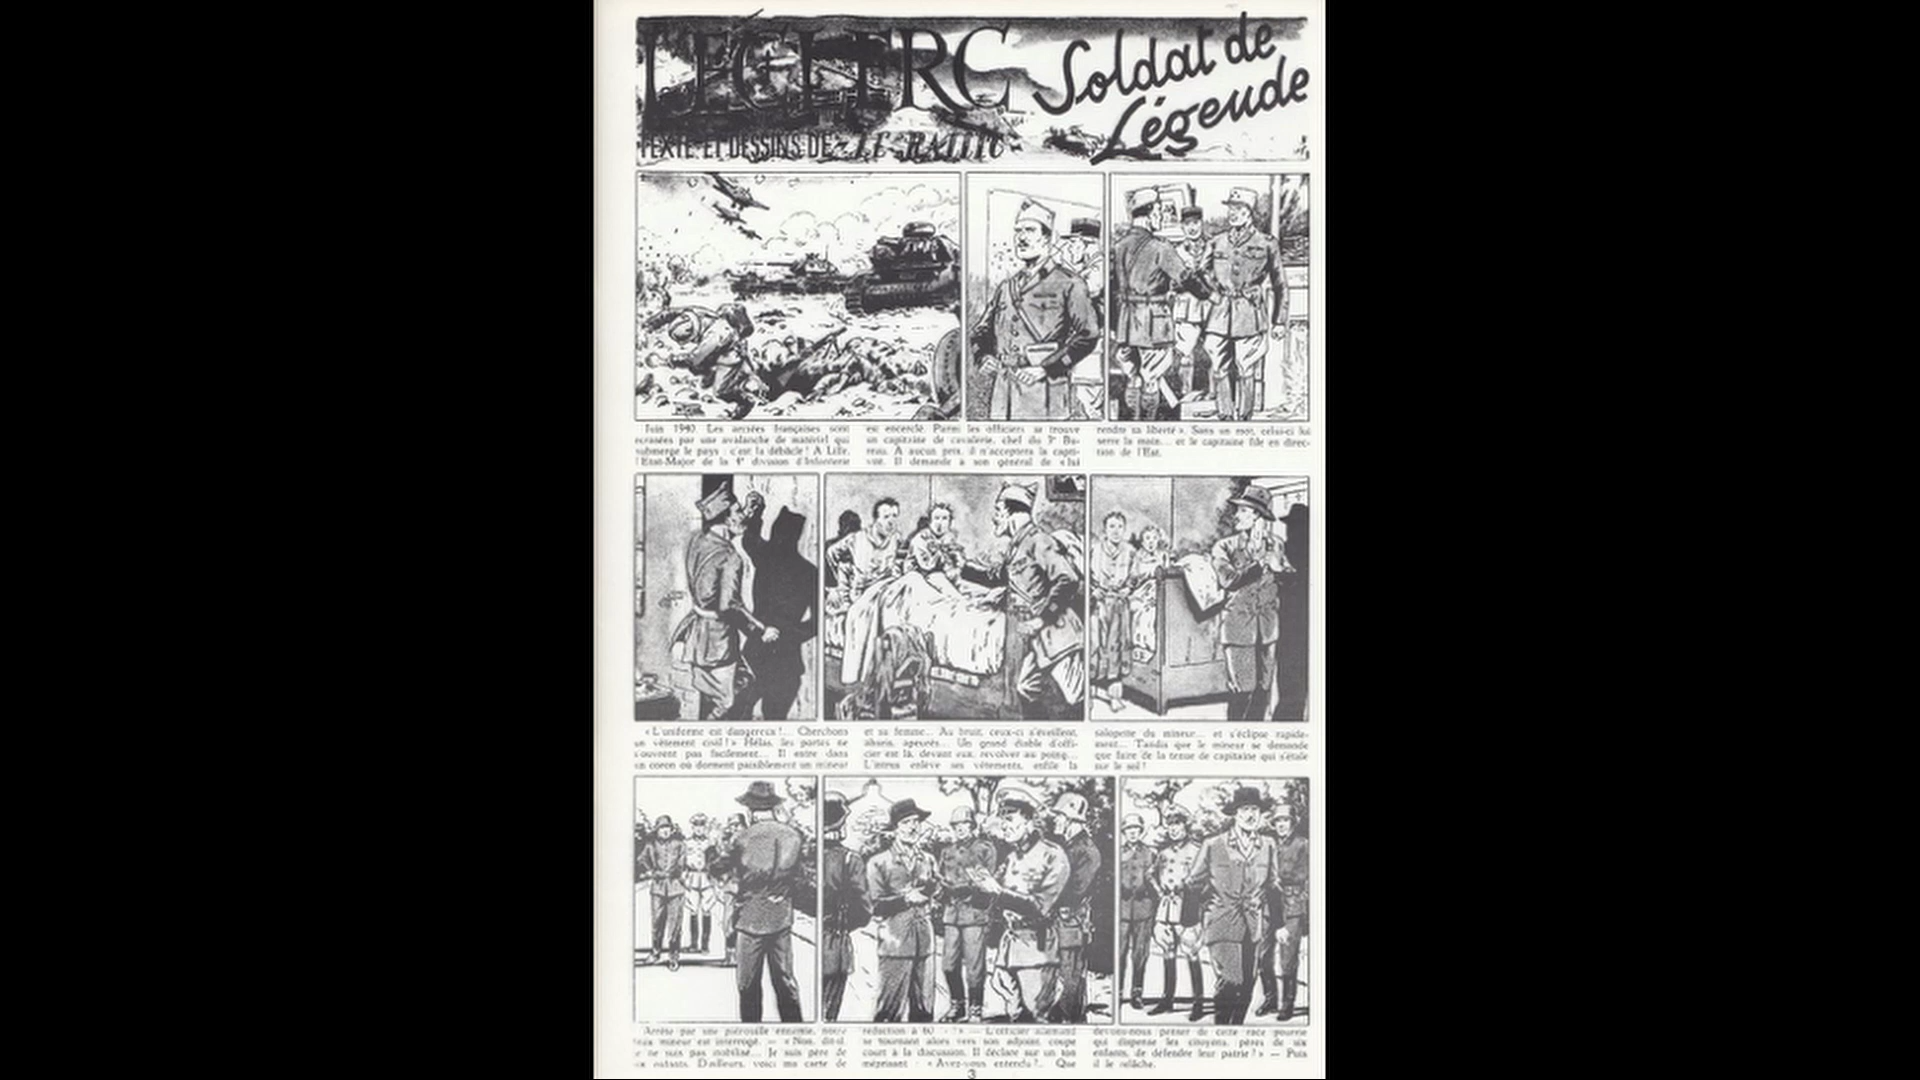 LECLERC Soldat de
Légende
TEXTE ET DESSINS DE LE RALLIC
Juin 1940. Les armées françaises sont
écrasées par une avalanche de matériel qui
submerge le pays : c'est la débâcle ! A Lille,
l'Etat-Major de la 4e division d'Infanterie
est encerclé. Parmi les officiers se trouve
un capitaine de cavalerie, chef du 3e Bu-
reau. A aucun prix, il n'acceptera la capti-
vité. Il demande à son général de « lui
rendre sa liberté ». Sans un mot, celui-ci lui
serre la main... et le capitaine file en direc-
tion de l'Est.
« L'uniforme est dangereux !... Cherchons
un vêtement civil ! » Hélas, les portes ne
s'ouvrent pas facilement... Il entre dans
un coron où dorment paisiblement un mineur
et sa femme... Au bruit, ceux-ci s'éveillent,
ahuris, apeurés... Un grand diable d'offi-
cier est là, devant eux, revolver au poing...
L'intrus enlève ses vêtements, enfile la
salopette du mineur... et s'éclipse rapide-
ment... Tandis que le mineur se demande
que faire de la tenue de capitaine qui s'étale
sur le sol !
Arrêté par une patrouille ennemie, notre
faux mineur est interrogé. — « Non, dit-il,
je ne suis pas mobilisé... Je suis père de
six enfants. D'ailleurs, voici ma carte de
réduction à 60
— L'officier allemand
se tournant alors vers son adjoint, coupe
court à la discussion. Il déclare sur un ton
méprisant : « Avez-vous entendu ?... Que
devons-nous penser de cette race pourrie
qui dispense les citoyens, pères de six
enfants, de défendre leur patrie ? » — Puis
il le relâche.
3